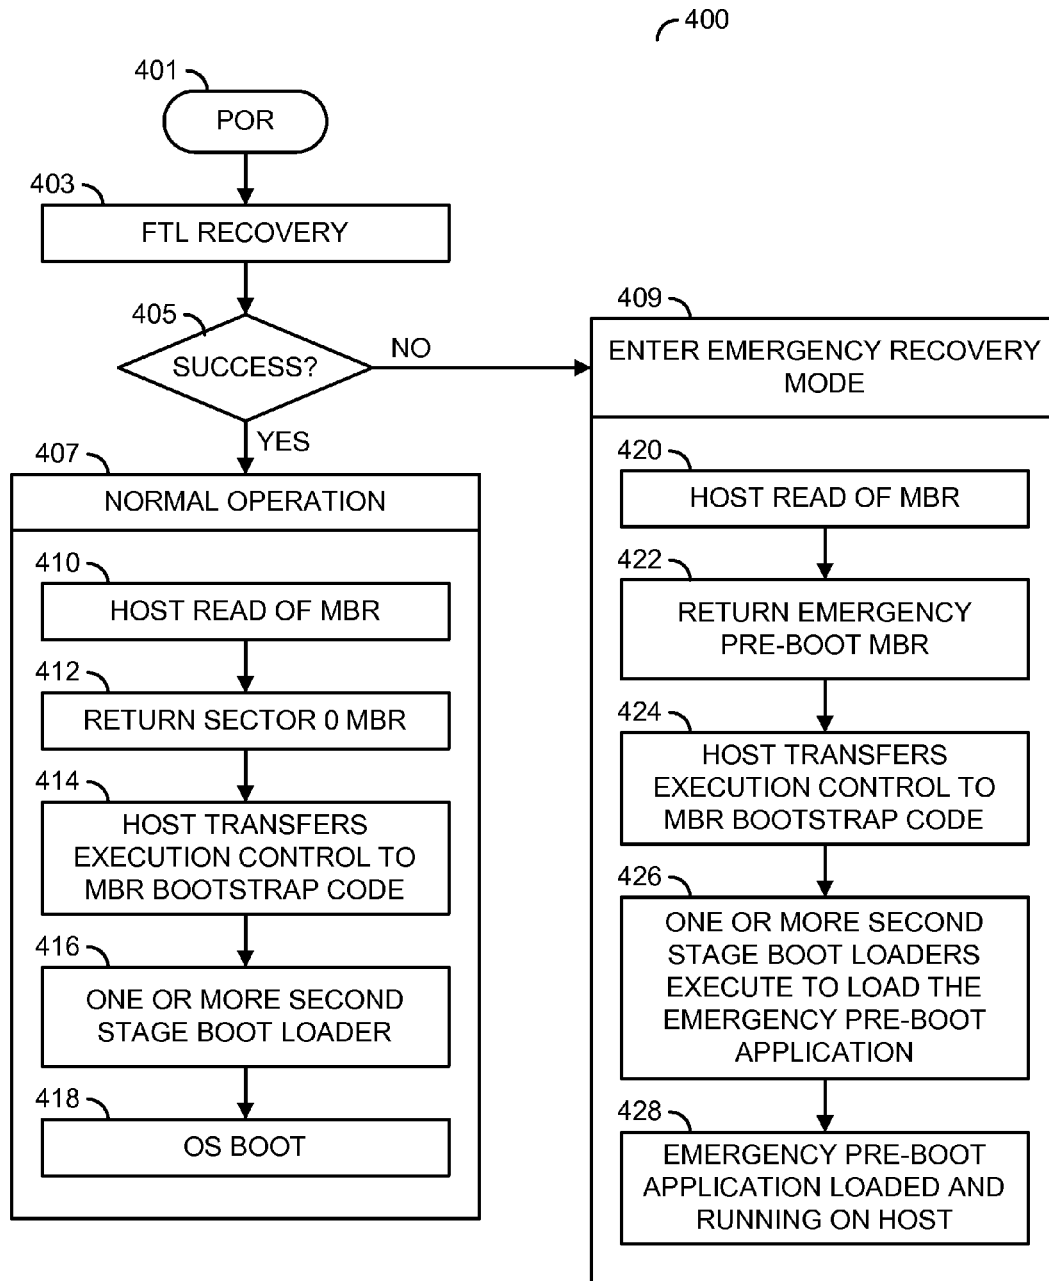 400
401
POR
403
FTL RECOVERY
405
SUCCESS?
NO
YES
407
NORMAL OPERATION
410
HOST READ OF MBR
412
RETURN SECTOR 0 MBR
414
HOST TRANSFERS
EXECUTION CONTROL TO
MBR BOOTSTRAP CODE
416
ONE OR MORE SECOND
STAGE BOOT LOADER
418
OS BOOT
409
ENTER EMERGENCY RECOVERY
MODE
420
HOST READ OF MBR
422
RETURN EMERGENCY
PRE-BOOT MBR
424
HOST TRANSFERS
EXECUTION CONTROL TO
MBR BOOTSTRAP CODE
426
ONE OR MORE SECOND
STAGE BOOT LOADERS
EXECUTE TO LOAD THE
EMERGENCY PRE-BOOT
APPLICATION
428
EMERGENCY PRE-BOOT
APPLICATION LOADED AND
RUNNING ON HOST